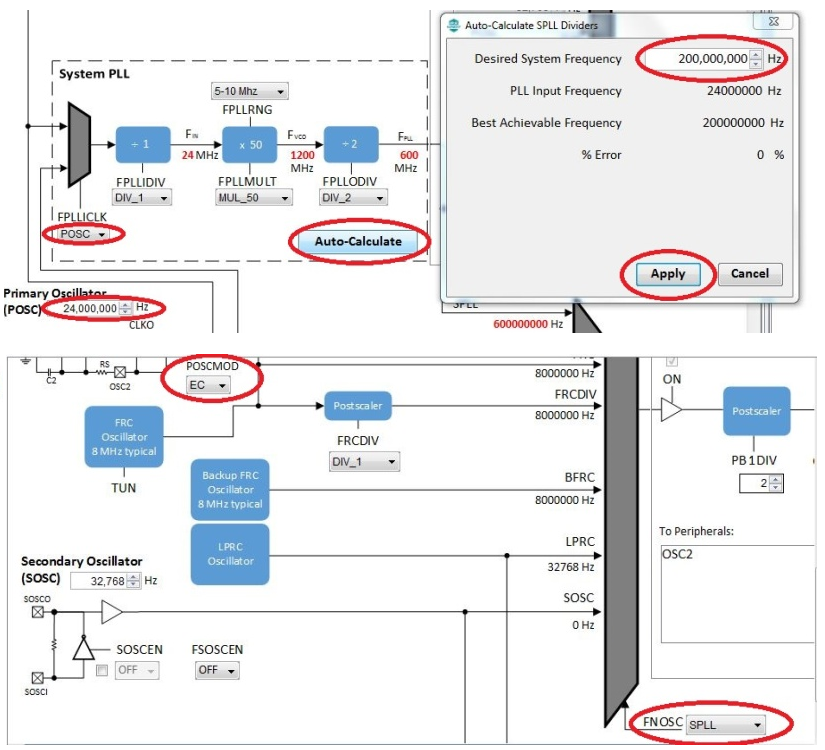 Auto-Calculate SPLL Dividers
Desired System Frequency 200,000,000 Hz
PLL Input Frequency 24000000 Hz
Best Achievable Frequency 200000000 Hz
% Error 0 %
Apply Cancel
System PLL
5-10 Mhz
FPLLRNG
÷ 1
FIN
24 MHz
x 50
FVCO
1200
MHz
÷ 2
FPLL
600
MHz
FPLLIDIV
DIV_1
FPLLMULT
MUL_50
FPLLODIV
DIV_2
FPLLICLK
POSC
Auto-Calculate
Primary Oscillator
(POSC) 24,000,000 Hz
CLKO
SPLL
600000000 Hz
C2
RS
OSC2
POSCMOD
EC
8000000 Hz
FRCDIV
8000000 Hz
FRC
Oscillator
8 MHz typical
TUN
Postscaler
FRCDIV
DIV_1
Backup FRC
Oscillator
8 MHz typical
BFRC
8000000 Hz
LPRC
Oscillator
LPRC
32768 Hz
Secondary Oscillator
(SOSC) 32,768 Hz
SOSCO
SOSC
0 Hz
SOSCEN
OFF
FSOSCEN
OFF
SOSCI
ON
Postscaler
PB1DIV
2
To Peripherals:
OSC2
FNOSC SPLL